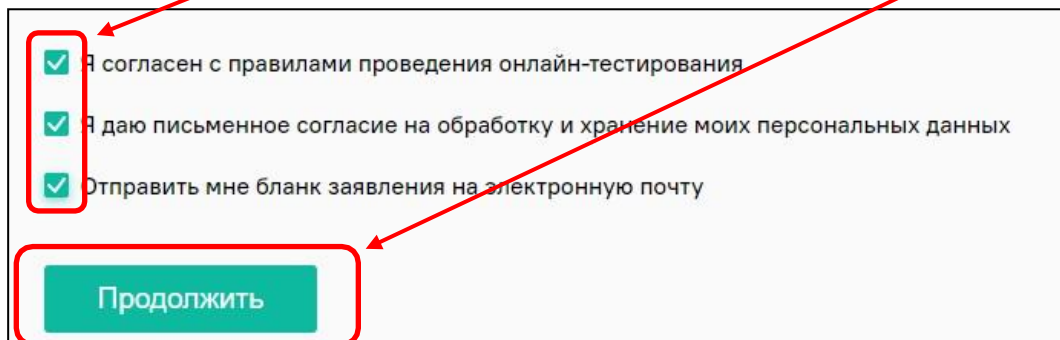 Я согласен с правилами проведения онлайн-тестирования
Я даю письменное согласие на обработку и хранение моих персональных данных
Отправить мне бланк заявления на электронную почту
Продолжить